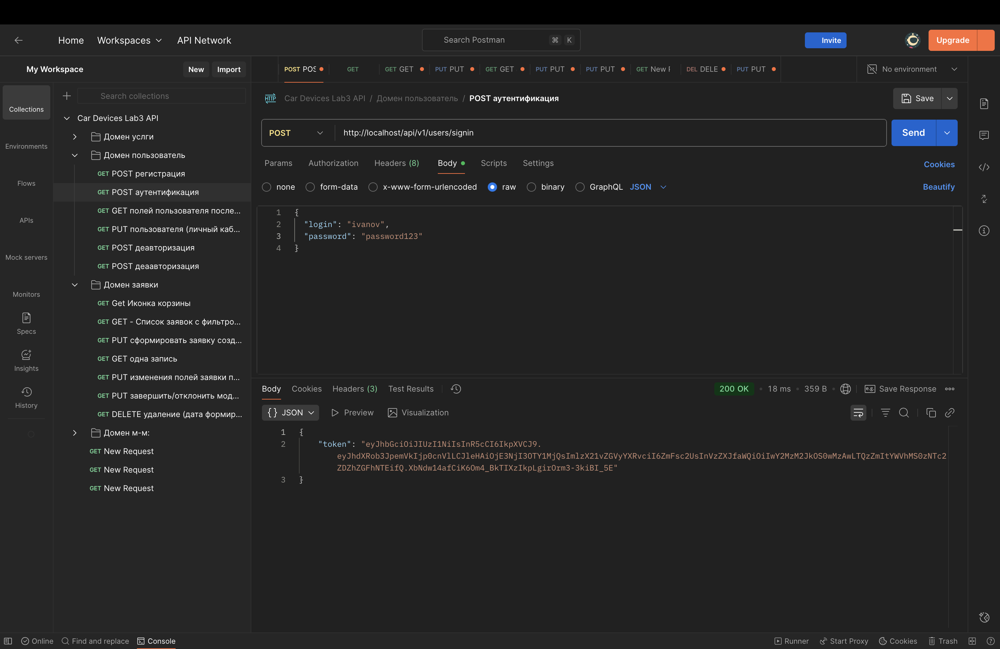 Home Workspaces API Network Search Postman ⌘ K Invite Upgrade
My Workspace New Import
POST POS GET GET GET PUT PUT GET GET PUT PUT PUT PUT GET New DEL DELE PUT PUT No environment
Collections
Environments
Flows
APIs
Mock servers
Monitors
Specs
Insights
History
Search collections
Car Devices Lab3 API
Домен услги
Домен пользователь
GET POST регистрация
GET POST аутентификация
GET GET полей пользователя после...
GET PUT пользователя (личный каб...
GET POST деавторизация
GET POST деаавторизация
Домен заявки
GET Get Иконка корзины
GET GET - Список заявок с фильтро...
GET PUT сформировать заявку созд...
GET GET одна запись
GET PUT изменения полей заявки п...
GET PUT завершить/отклонить мод...
GET DELETE удаление (дата формир...
Домен м-м:
GET New Request
GET New Request
GET New Request
HTTP Car Devices Lab3 API / Домен пользователь / POST аутентификация Save
POST http://localhost/api/v1/users/signin Send
Params Authorization Headers (8) Body Scripts Settings Cookies
none form-data x-www-form-urlencoded raw binary GraphQL JSON Beautify
1 {
2 "login": "ivanov",
3 "password": "password123"
4 }
Body Cookies Headers (3) Test Results 200 OK • 18 ms • 359 B e.g. Save Response
{} JSON Preview Visualization
1 {
2 "token": "eyJhbGciOiJIUzI1NiIsInR5cCI6IkpXVCJ9.
eyJhdXRob3JpemVkIjp0cnVlLCJleHAiOjE3NjI3OTY1MjQsImlzX21vZGVyYXRvciI6ZmFsc2UsInVzZXJfaWQiOiIwY2MzM2JkOS0wMzAwLTQzZmItYWVhMS0zNTc2
ZDZhZGFhNTEifQ.XbNdw14afCiK6Om4_BkTIXzIkpLgirOrm3-3kiBI_5E"
3 }
Online Find and replace Console Runner Start Proxy Cookies Trash